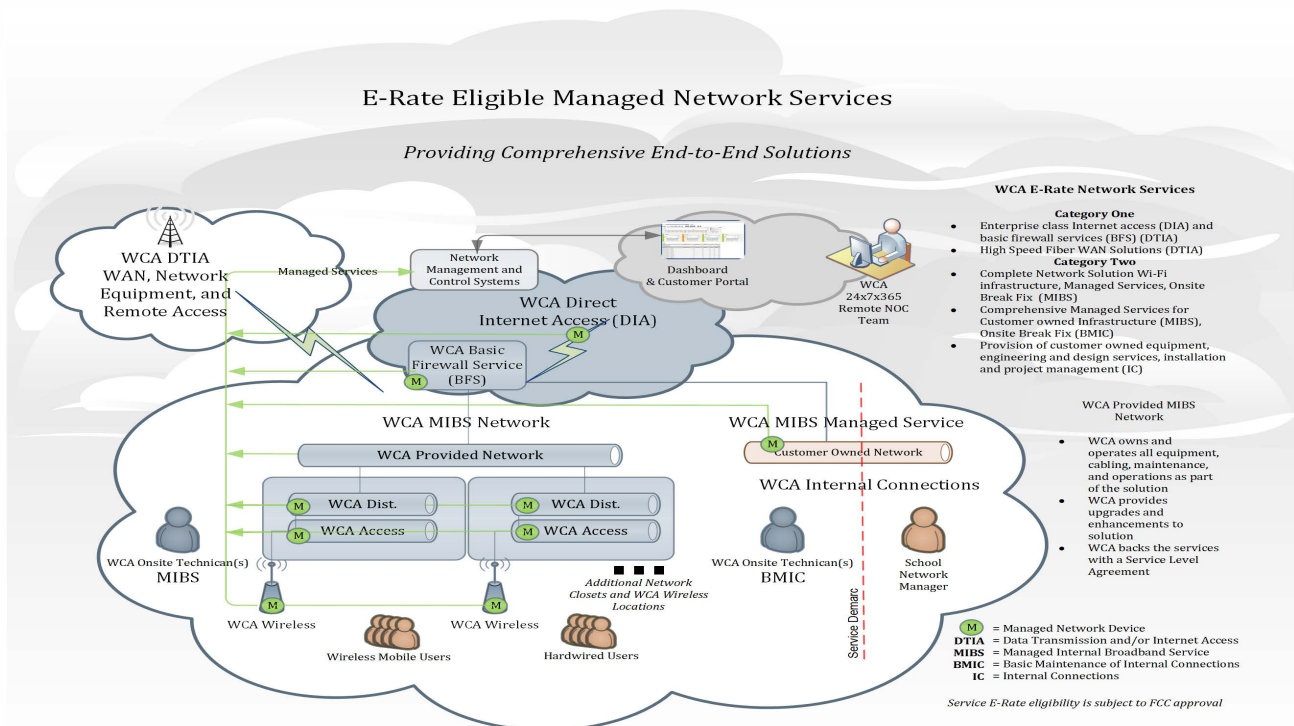 E-Rate Eligible Managed Network Services
Providing Comprehensive End-to-End Solutions
WCA DTIA
WAN, Network
Equipment, and
Remote Access
Managed Services
Network
Management and
Control Systems
Dashboard
& Customer Portal
WCA
24x7x365
Remote NOC
Team
WCA Direct
Internet Access (DIA)
M
WCA Basic
Firewall Service
(BFS)
M
WCA MIBS Network
WCA Provided Network
M
WCA Dist.
M
WCA Dist.
M
WCA Access
M
WCA Access
WCA Onsite Technican(s)
MIBS
M
WCA Wireless
M
WCA Wireless
Additional Network
Closets and WCA Wireless
Locations
Wireless Mobile Users
Hardwired Users
WCA MIBS Managed Service
M
Customer Owned Network
WCA Internal Connections
WCA Onsite Technican(s)
BMIC
School
Network
Manager
Service Demarc
WCA E-Rate Network Services
Category One
• Enterprise class Internet access (DIA) and
basic firewall services (BFS) (DTIA)
• High Speed Fiber WAN Solutions (DTIA)
Category Two
• Complete Network Solution Wi-Fi
infrastructure, Managed Services, Onsite
Break Fix (MIBS)
• Comprehensive Managed Services for
Customer owned Infrastructure (MIBS),
Onsite Break Fix (BMIC)
• Provision of customer owned equipment,
engineering and design services, installation
and project management (IC)
WCA Provided MIBS
Network
• WCA owns and
operates all equipment,
cabling, maintenance,
and operations as part
of the solution
• WCA provides
upgrades and
enhancements to
solution
• WCA backs the services
with a Service Level
Agreement
M = Managed Network Device
DTIA = Data Transmission and/or Internet Access
MIBS = Managed Internal Broadband Service
BMIC = Basic Maintenance of Internal Connections
IC = Internal Connections
Service E-Rate eligibility is subject to FCC approval